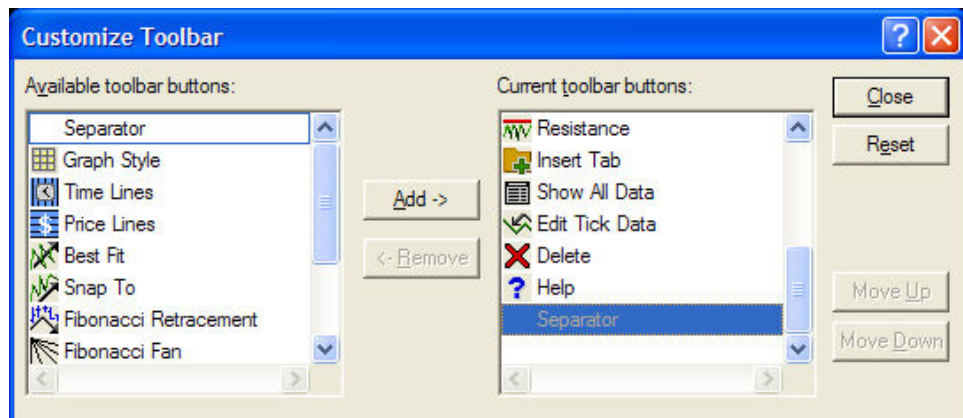 Customize Toolbar
Available toolbar buttons:
Separator
Graph Style
Time Lines
Price Lines
Best Fit
Snap To
Fibonacci Retracement
Fibonacci Fan
Add ->
<- Remove
Current toolbar buttons:
Resistance
Insert Tab
Show All Data
Edit Tick Data
Delete
Help
Separator
Close
Reset
Move Up
Move Down